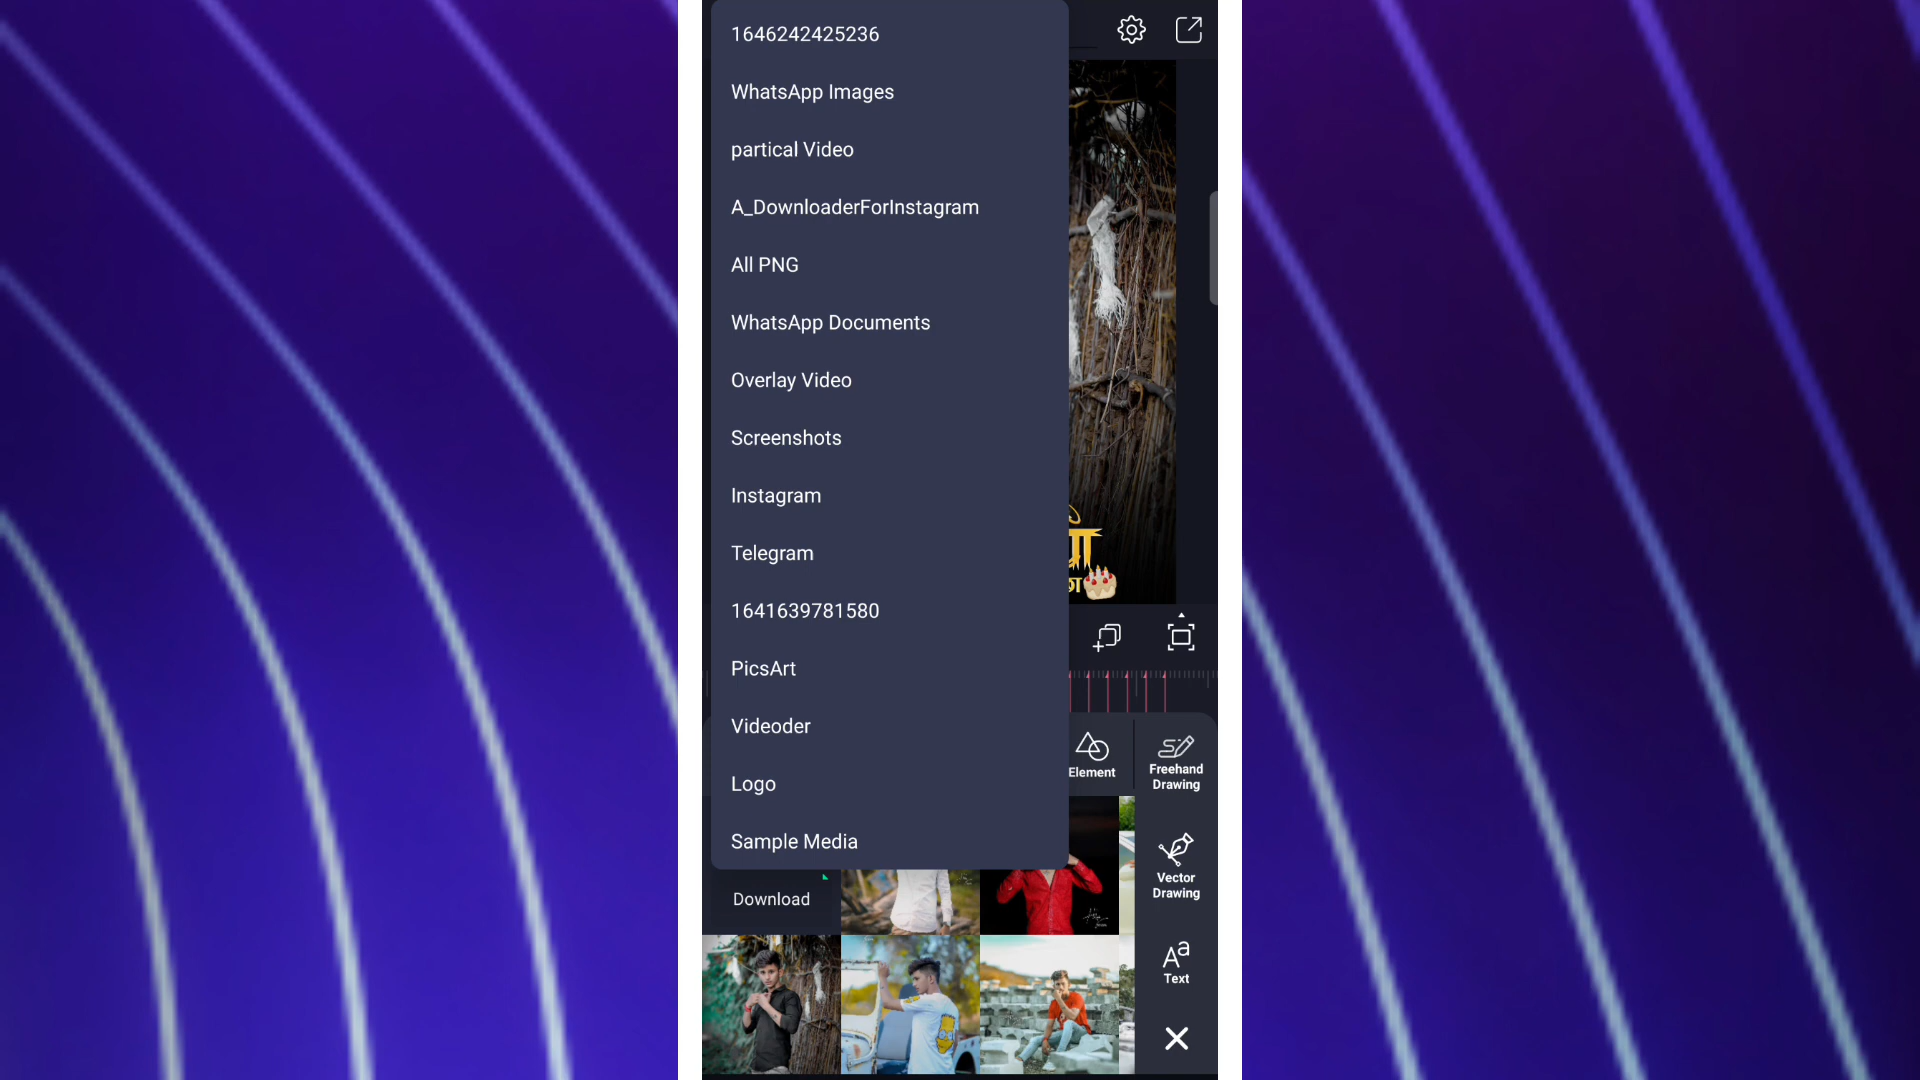 1646242425236
WhatsApp Images
partical Video
A_DownloaderForInstagram
All PNG
WhatsApp Documents
Overlay Video
Screenshots
Instagram
Telegram
1641639781580
PicsArt
Videoder
Logo
Sample Media
Download
Element
Freehand
Drawing
Vector
Drawing
Aa
Text